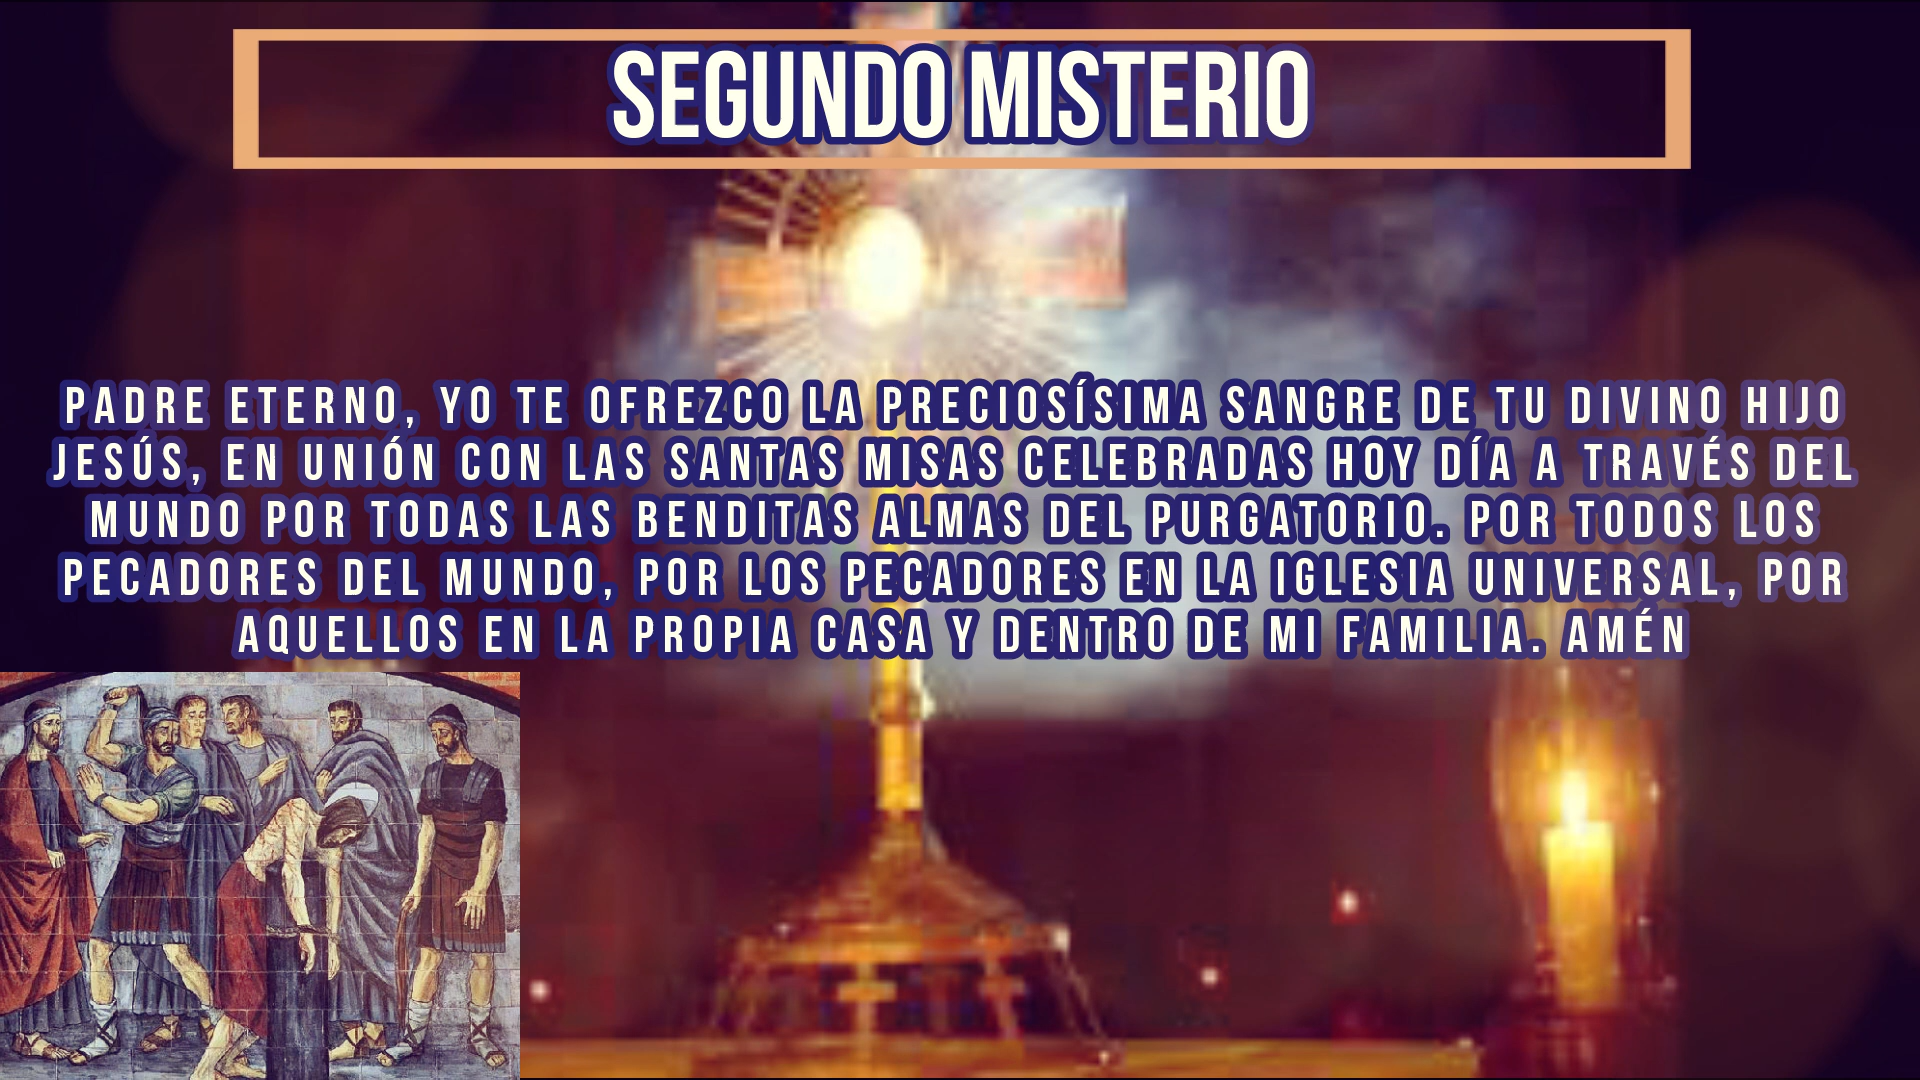 SEGUNDO MISTERIO
PADRE ETERNO, YO TE OFREZCO LA PRECIOSÍSIMA SANGRE DE TU DIVINO HIJO
JESÚS, EN UNIÓN CON LAS SANTAS MISAS CELEBRADAS HOY DÍA A TRAVÉS DEL
MUNDO POR TODAS LAS BENDITAS ALMAS DEL PURGATORIO. POR TODOS LOS
PECADORES DEL MUNDO, POR LOS PECADORES EN LA IGLESIA UNIVERSAL, POR
AQUELLOS EN LA PROPIA CASA Y DENTRO DE MI FAMILIA. AMÉN